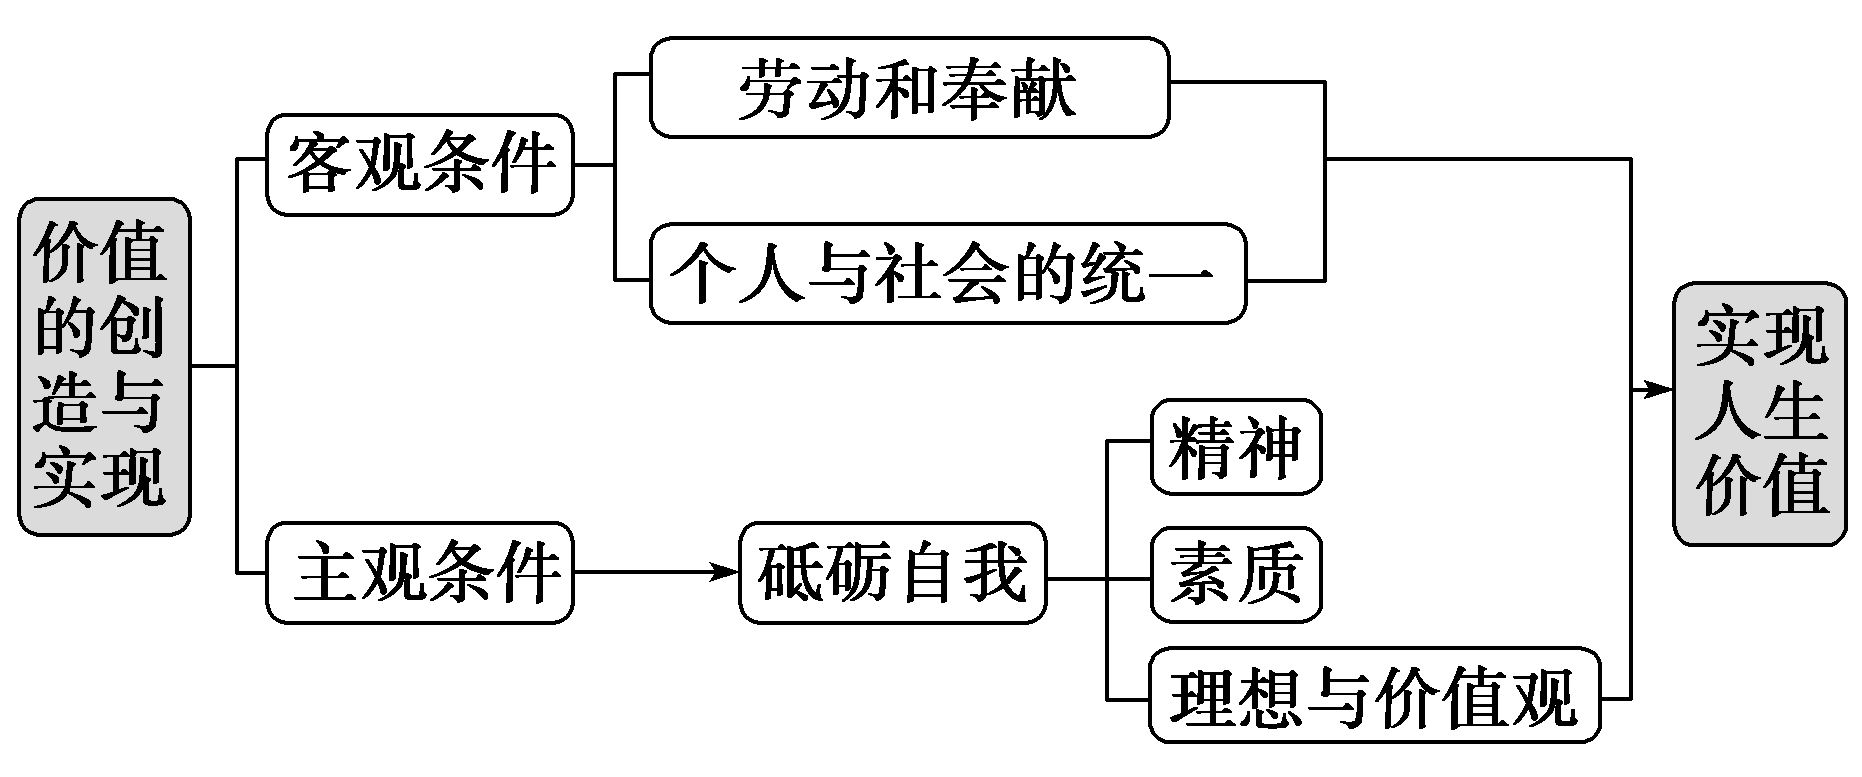 价值
的创
造与
实现
客观条件
劳动和奉献
个人与社会的统一
主观条件
砥砺自我
精神
素质
理想与价值观
实现
人生
价值